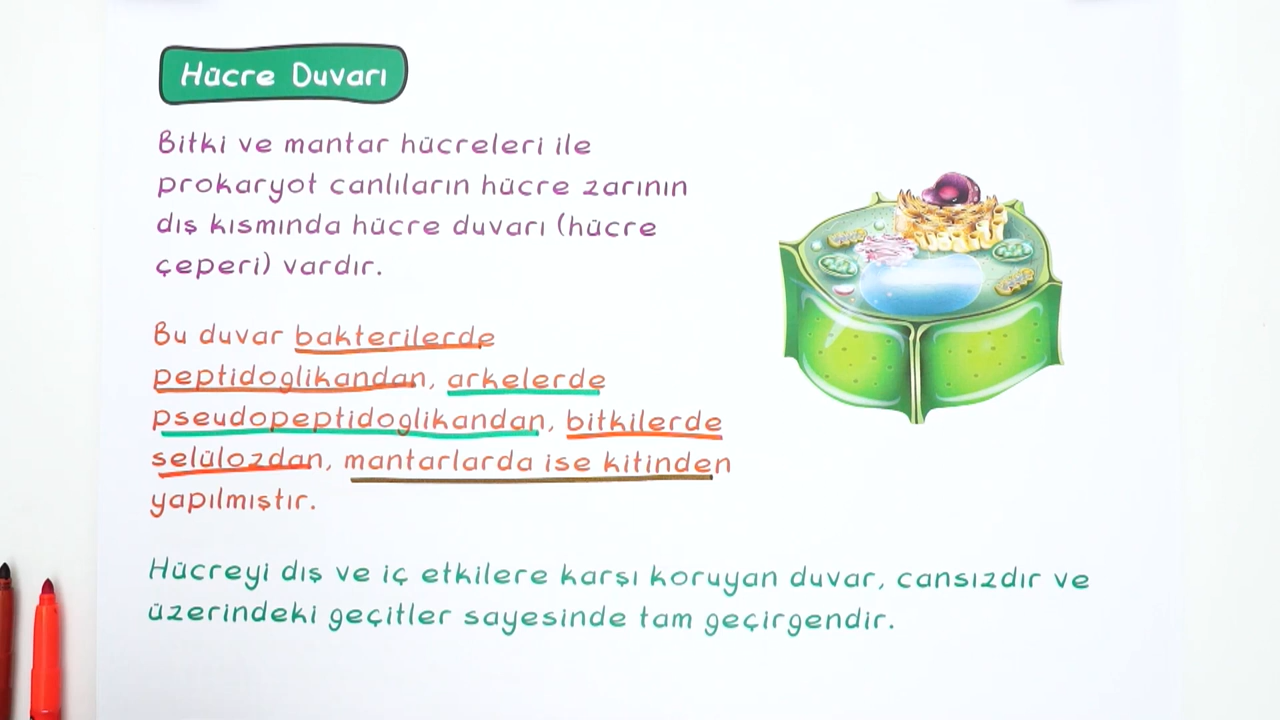 Hücre Duvarı
Bitki ve mantar hücreleri ile
prokaryot canlıların hücre zarının
dış kısmında hücre duvarı (hücre
çeperi) vardır.
Bu duvar bakterilerde
peptidoglikandan, arkelerde
pseudopeptidoglikandan, bitkilerde
selülozdan, mantarlarda ise kitinden
yapılmıştır.
Hücreyi dış ve iç etkilere karşı koruyan duvar, cansızdır ve
üzerindeki geçitler sayesinde tam geçirgendir.